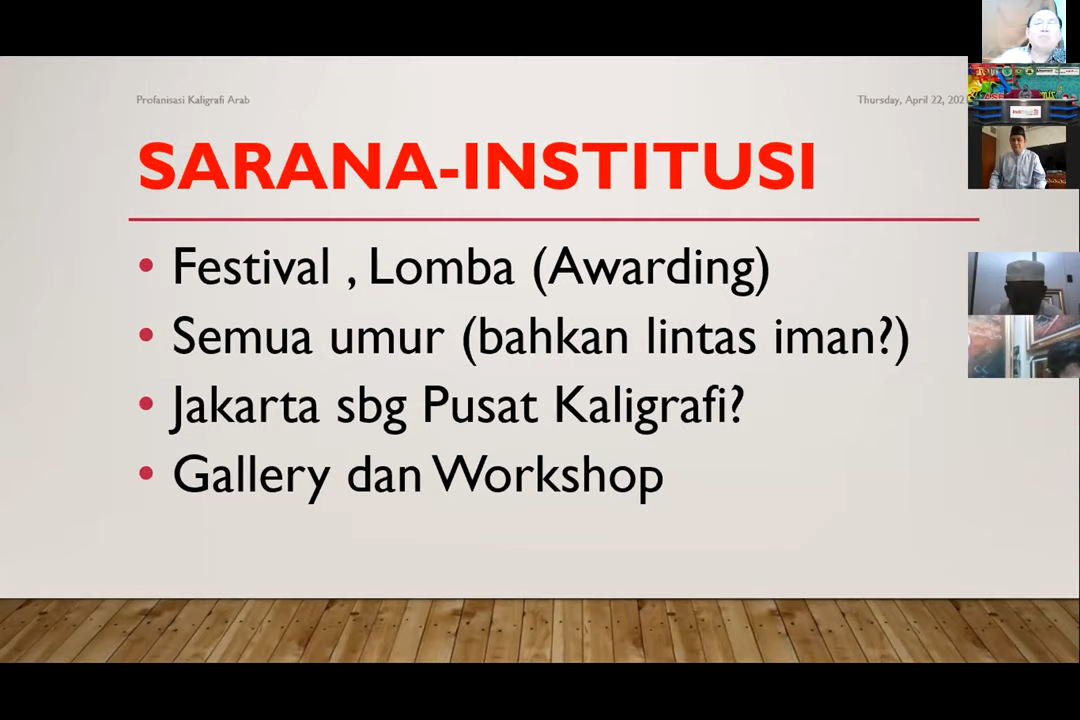 Profanisasi Kaligrafi Arab
Thursday, April 22, 202
SARANA-INSTITUSI
• Festival , Lomba (Awarding)
• Semua umur (bahkan lintas iman?)
• Jakarta sbg Pusat Kaligrafi?
• Gallery dan Workshop